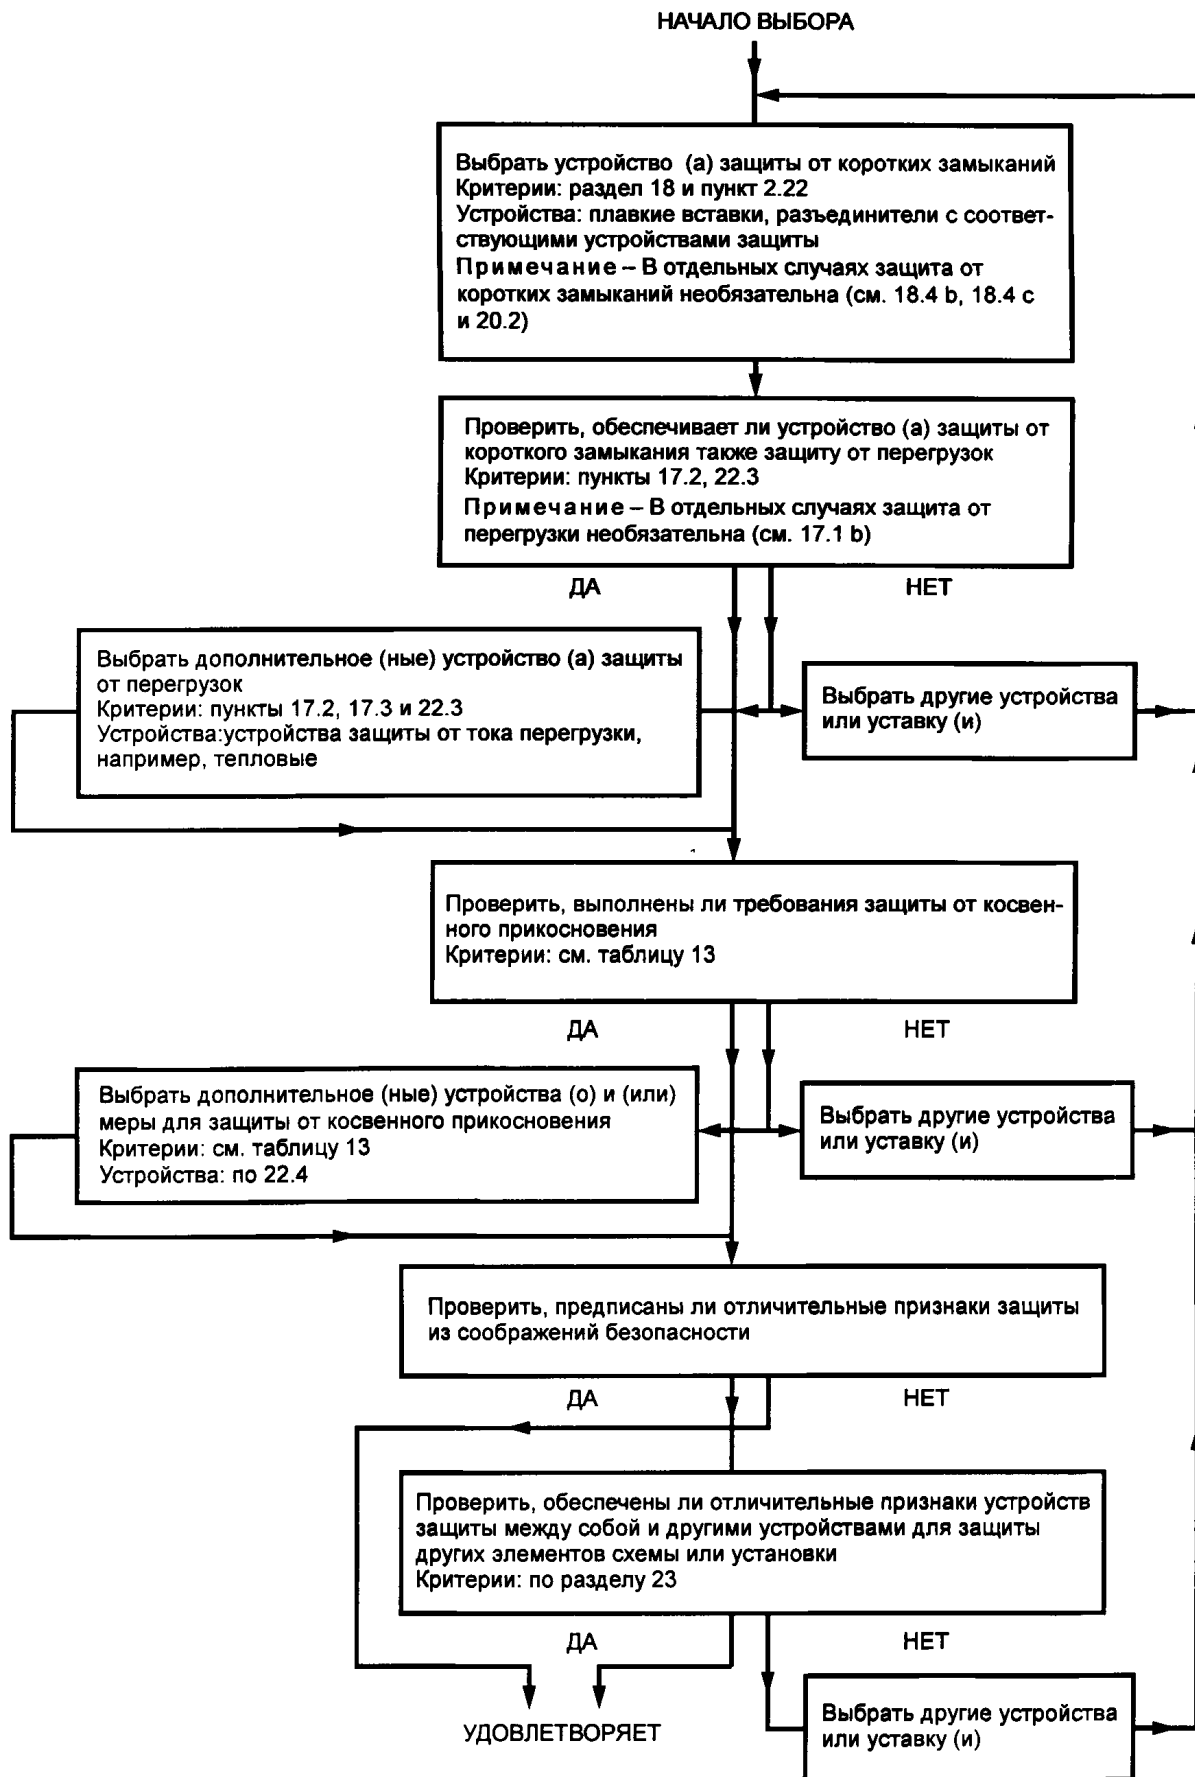 НАЧАЛО ВЫБОРА
Выбрать устройство (а) защиты от коротких замыканий
Критерии: раздел 18 и пункт 2.22
Устройства: плавкие вставки, разъединители с соответ-
ствующими устройствами защиты
Примечание – В отдельных случаях защита от
коротких замыканий необязательна (см. 18.4 b, 18.4 c
и 20.2)
Проверить, обеспечивает ли устройство (а) защиты от
короткого замыкания также защиту от перегрузок
Критерии: пункты 17.2, 22.3
Примечание – В отдельных случаях защита от
перегрузки необязательна (см. 17.1 b)
ДА
НЕТ
Выбрать дополнительное (ные) устройство (а) защиты
от перегрузок
Критерии: пункты 17.2, 17.3 и 22.3
Устройства:устройства защиты от тока перегрузки,
например, тепловые
Выбрать другие устройства
или уставку (и)
Проверить, выполнены ли требования защиты от косвен-
ного прикосновения
Критерии: см. таблицу 13
ДА
НЕТ
Выбрать дополнительное (ные) устройства (о) и (или)
меры для защиты от косвенного прикосновения
Критерии: см. таблицу 13
Устройства: по 22.4
Выбрать другие устройства
или уставку (и)
Проверить, предписаны ли отличительные признаки защиты
из соображений безопасности
ДА
НЕТ
Проверить, обеспечены ли отличительные признаки устройств
защиты между собой и другими устройствами для защиты
других элементов схемы или установки
Критерии: по разделу 23
ДА
НЕТ
УДОВЛЕТВОРЯЕТ
Выбрать другие устройства
или уставку (и)